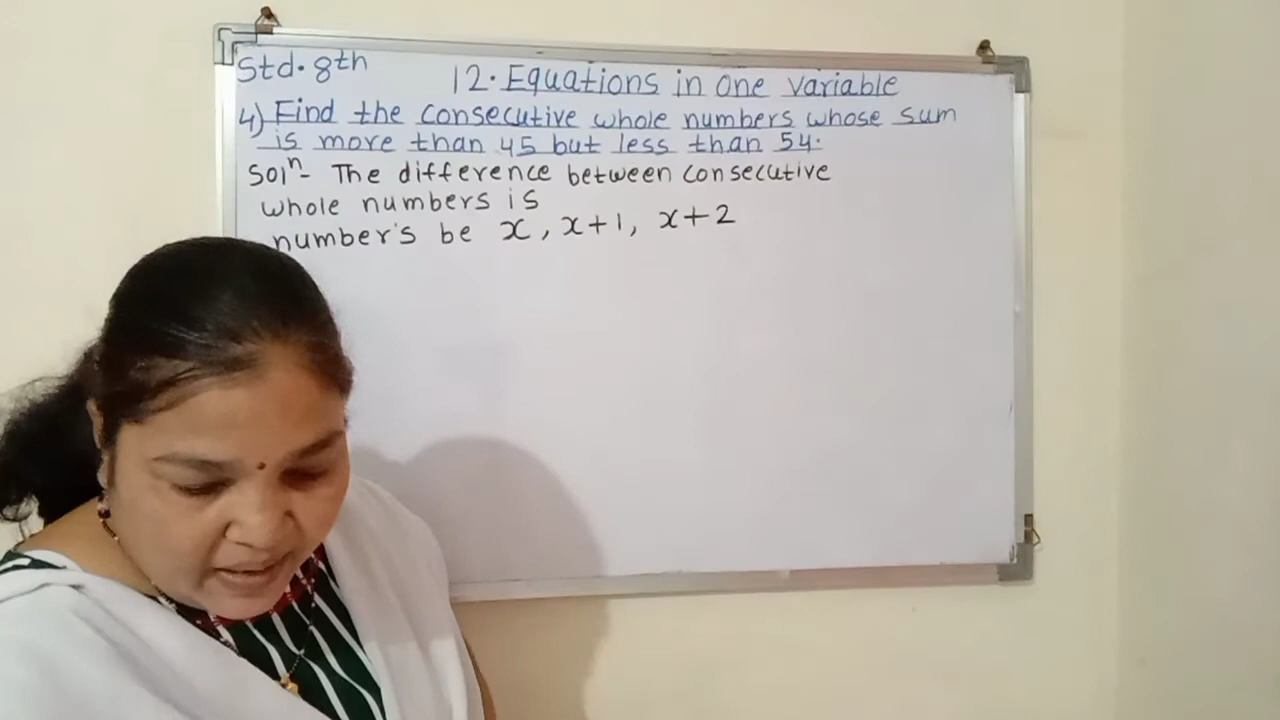 Std. 8th
12. Equations in one variable
4) Find the consecutive whole numbers whose sum
is more than 45 but less than 54.
Solⁿ- The difference between consecutive
whole numbers is
number's be x, x+1, x+2